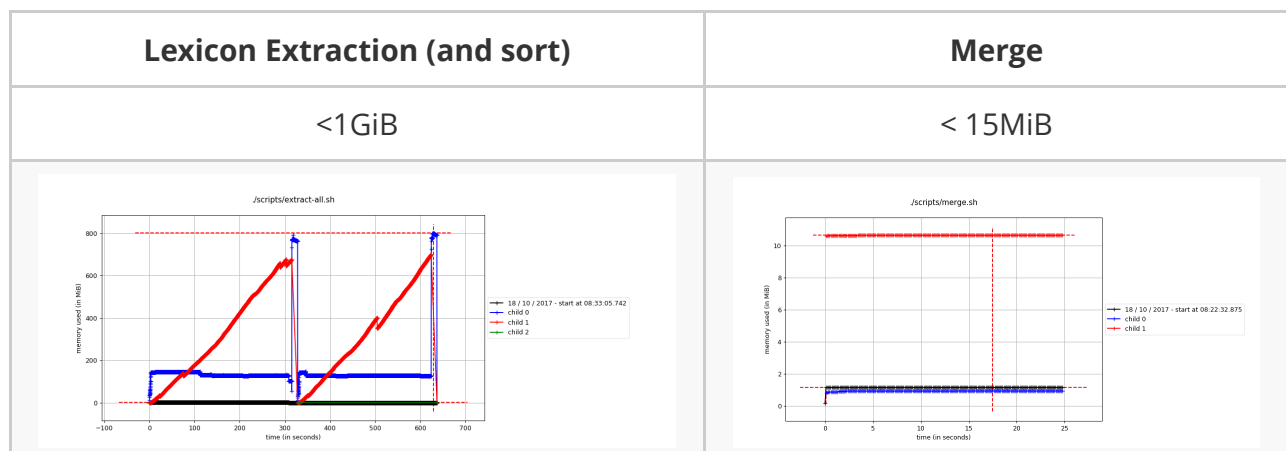 Lexicon Extraction (and sort)
Merge
<1GiB
< 15MiB
./scripts/extract-all.sh
memory used (in MiB)
800
600
400
200
0
−100
0
100
200
300
400
500
600
700
time (in seconds)
18 / 10 / 2017 - start at 08:33:05.742
child 0
child 1
child 2
./scripts/merge.sh
memory used (in MiB)
10
8
6
4
2
0
0
5
10
15
20
25
time (in seconds)
18 / 10 / 2017 - start at 08:22:32.875
child 0
child 1